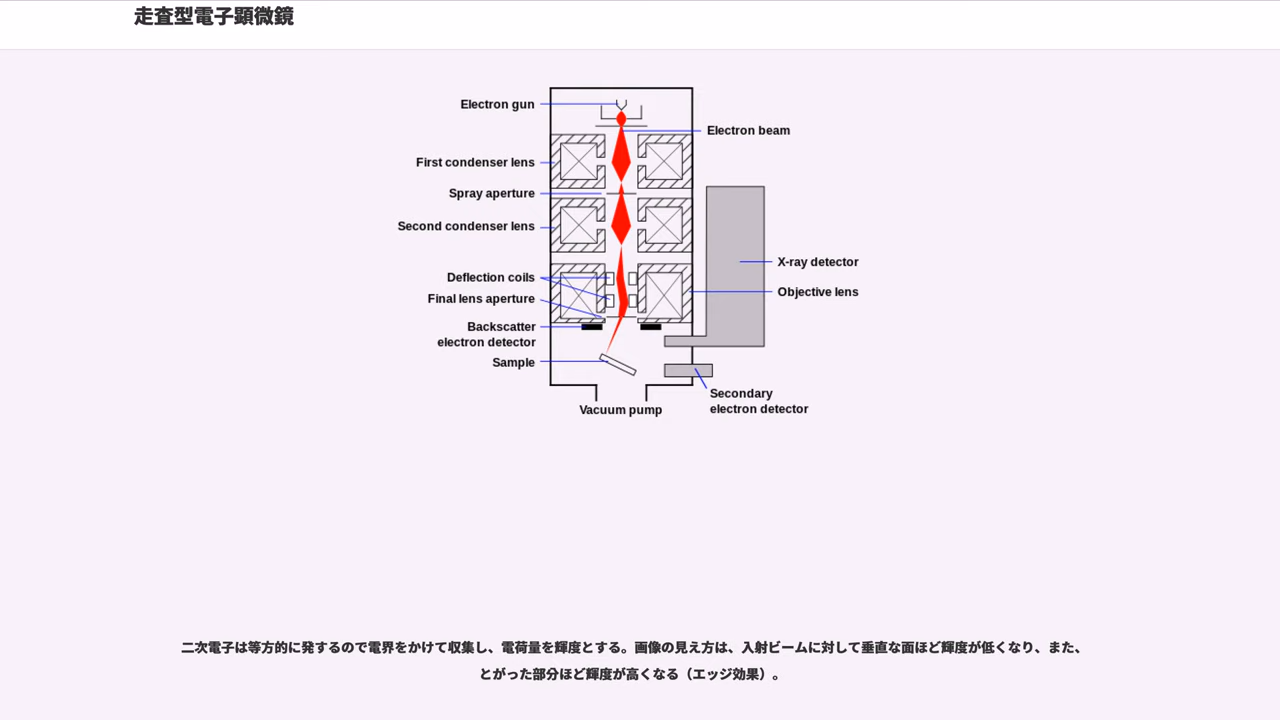 走査型電子顕微鏡
Electron gun
Electron beam
First condenser lens
Spray aperture
Second condenser lens
X-ray detector
Deflection coils
Objective lens
Final lens aperture
Backscatter
electron detector
Sample
Secondary
electron detector
Vacuum pump
二次電子は等方的に発するので電界をかけて収集し、電荷量を輝度とする。画像の見え方は、入射ビームに対して垂直な面ほど輝度が低くなり、また、
とがった部分ほど輝度が高くなる（エッジ効果）。